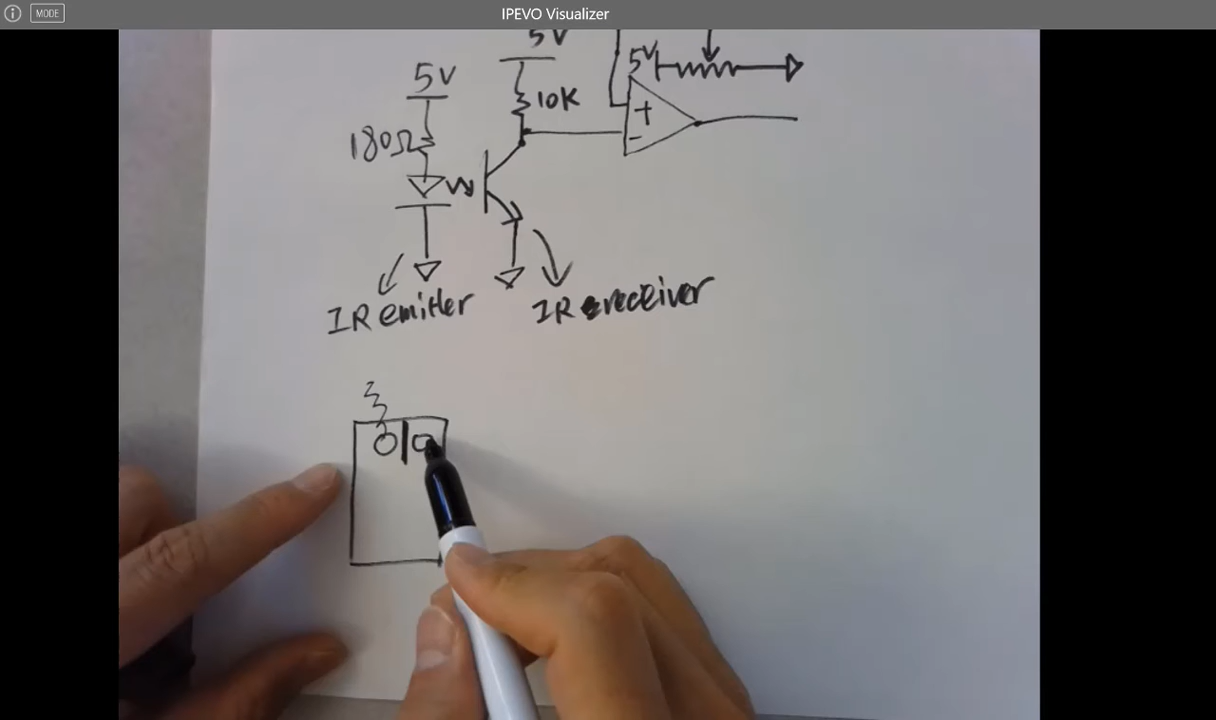 MODE
IPEVO Visualizer
5V
5V
5V
10K
+
180Ω
-
IR emitter
IR receiver